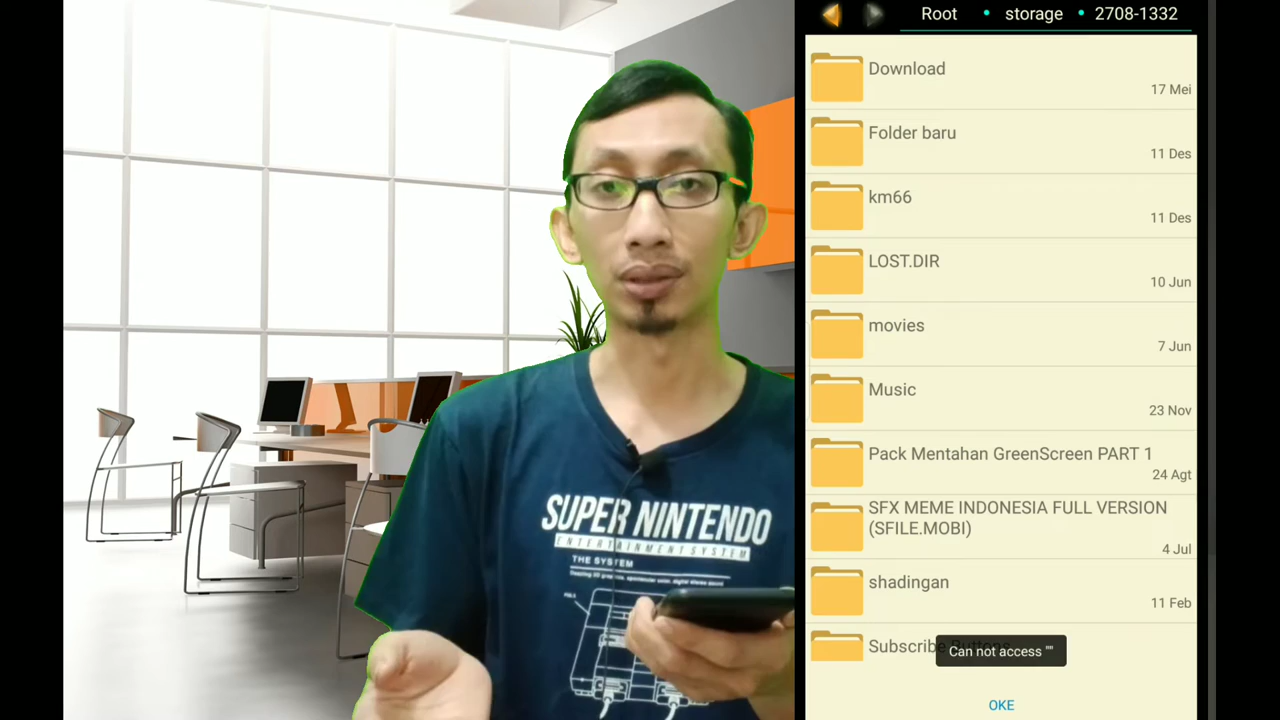 Root • storage • 2708-1332
Download
17 Mei
Folder baru
11 Des
km66
11 Des
LOST.DIR
10 Jun
movies
7 Jun
Music
23 Nov
Pack Mentahan GreenScreen PART 1
24 Agt
SFX MEME INDONESIA FULL VERSION
(SFILE.MOBI)
4 Jul
shadingan
11 Feb
Subscribe
Can not access ""
OKE
SUPER NINTENDO
ENTERTAINMENT SYSTEM
THE SYSTEM